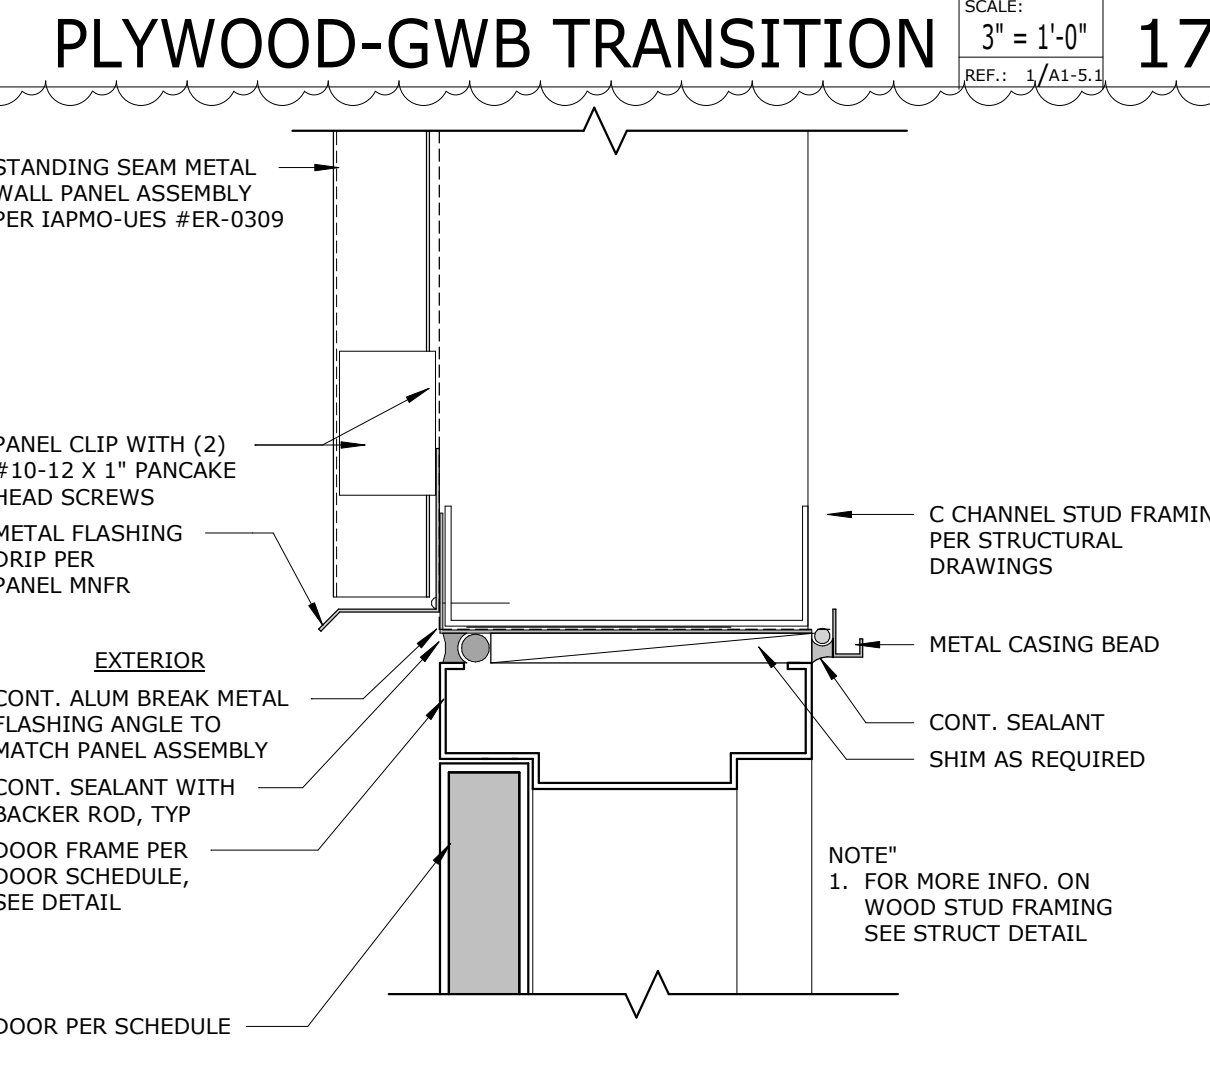 PLYWOOD-GWB TRANSITION
SCALE:
3" = 1'-0"
REF.: 1/A1-5.1
17
STANDING SEAM METAL
WALL PANEL ASSEMBLY
PER IAPMO-UES #ER-0309
PANEL CLIP WITH (2)
#10-12 X 1" PANCAKE
HEAD SCREWS
METAL FLASHING
DRIP PER
PANEL MNFR
EXTERIOR
CONT. ALUM BREAK METAL
FLASHING ANGLE TO
MATCH PANEL ASSEMBLY
CONT. SEALANT WITH
BACKER ROD, TYP
DOOR FRAME PER
DOOR SCHEDULE,
SEE DETAIL
DOOR PER SCHEDULE
C CHANNEL STUD FRAMIN
PER STRUCTURAL
DRAWINGS
METAL CASING BEAD
CONT. SEALANT
SHIM AS REQUIRED
NOTE"
1. FOR MORE INFO. ON
WOOD STUD FRAMING
SEE STRUCT DETAIL